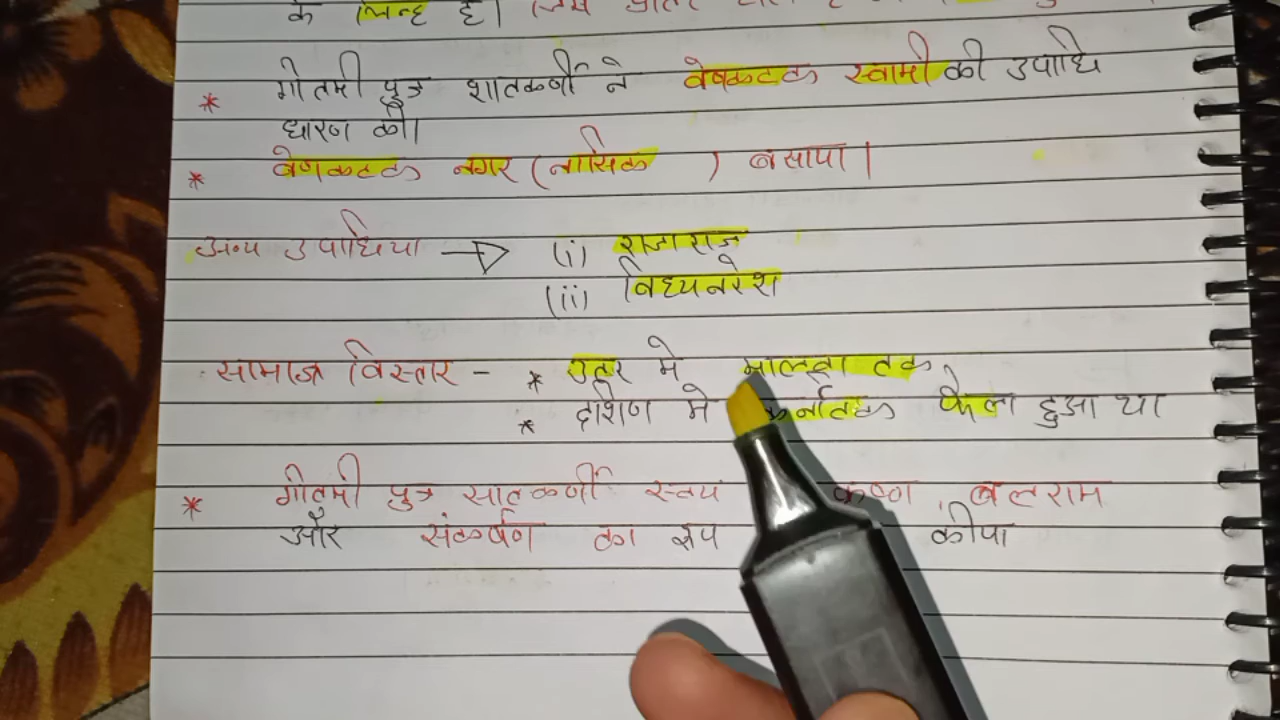 के चिन्ह है।
* गौतमी पुत्र शातकर्णी ने वेणकटक स्वामी की उपाधि
धारण की।
* वेणकटक नगर (नासिक ) बसाया।
अन्य उपाधिया → (i) राजाराज
(ii) विध्यनरेश
सामाज्र विस्तार - * उत्तर मे मालवा तक
* दक्षिण मे कर्नाटक फैला हुआ था
* गौतमी पुत्र सातकर्णी स्वयं कृष्ण, बलराम
और संकर्षण का रूप कीया